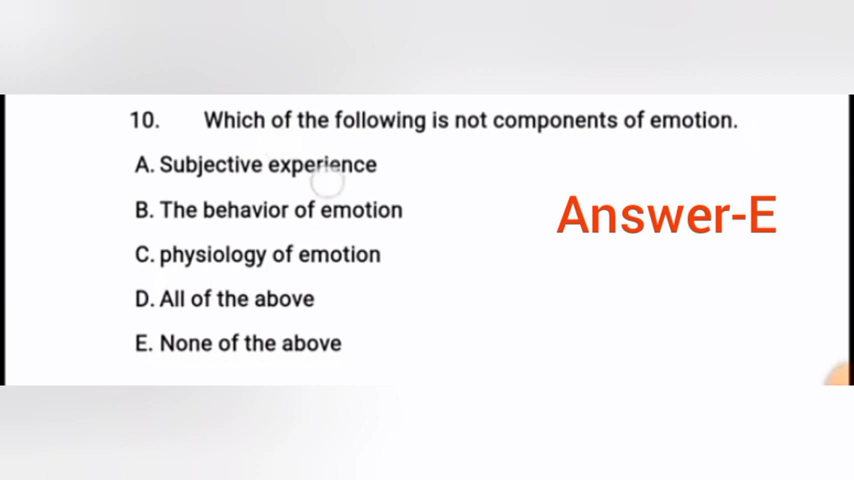 10. Which of the following is not components of emotion.
A. Subjective experience
B. The behavior of emotion
Answer-E
C. physiology of emotion
D. All of the above
E. None of the above